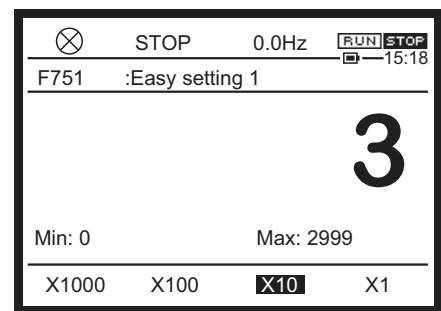 STOP 0.0Hz RUN STOP
15:18
F751 :Easy setting 1
3
Min: 0 Max: 2999
X1000 X100 X10 X1